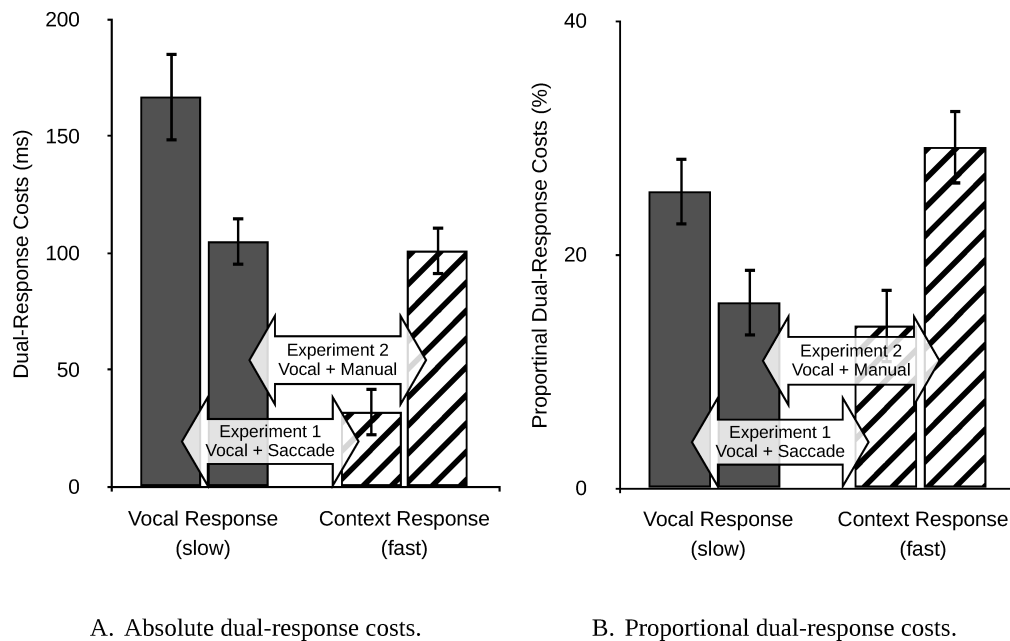 200
150
100
50
0
Dual-Response Costs (ms)
Experiment 2
Vocal + Manual
Experiment 1
Vocal + Saccade
Vocal Response
(slow)
Context Response
(fast)
A. Absolute dual-response costs.
40
20
0
Proportinal Dual-Response Costs (%)
Experiment 2
Vocal + Manual
Experiment 1
Vocal + Saccade
Vocal Response
(slow)
Context Response
(fast)
B. Proportional dual-response costs.